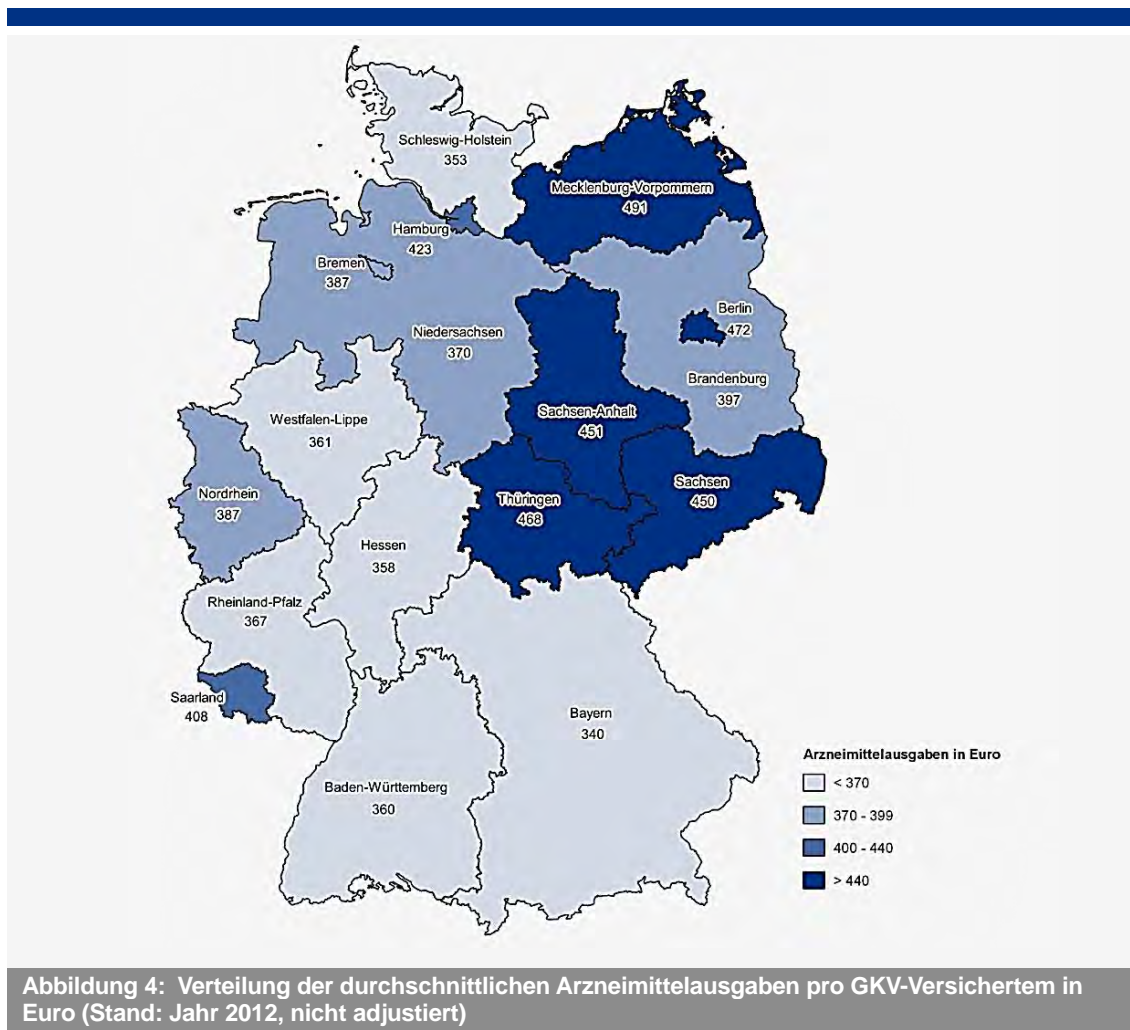 Schleswig-Holstein
353
Mecklenburg-Vorpommern
491
Hamburg
423
Bremen
387
Niedersachsen
370
Berlin
472
Brandenburg
397
Sachsen-Anhalt
451
Westfalen-Lippe
361
Nordrhein
387
Thüringen
468
Sachsen
450
Hessen
358
Rheinland-Pfalz
367
Saarland
408
Bayern
340
Baden-Württemberg
360
Arzneimittelausgaben in Euro
< 370
370 - 399
400 - 440
> 440
Abbildung 4: Verteilung der durchschnittlichen Arzneimittelausgaben pro GKV-Versichertem in
Euro (Stand: Jahr 2012, nicht adjustiert)